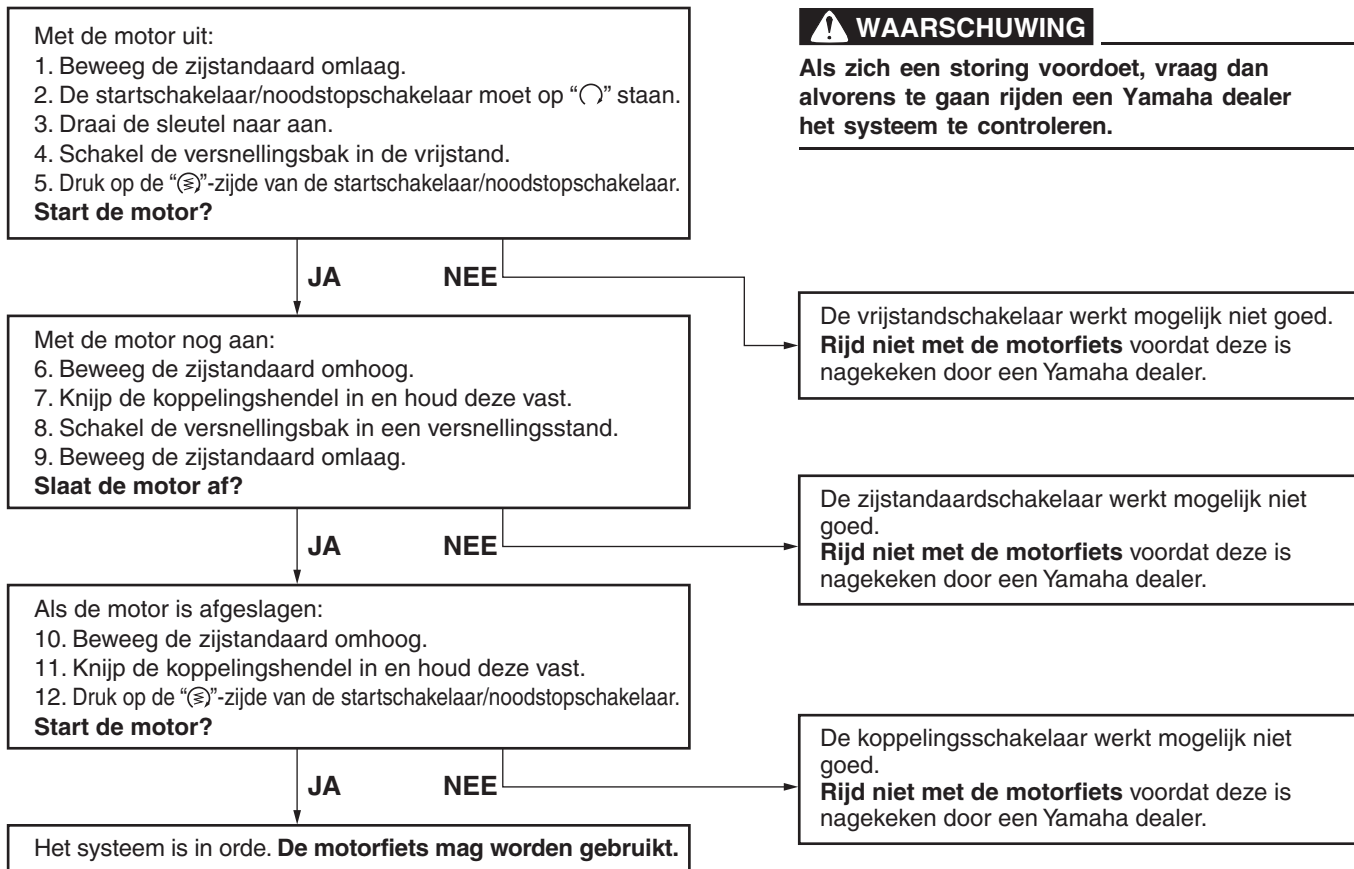 Met de motor uit:
1. Beweeg de zijstandaard omlaag.
2. De startschakelaar/noodstopschakelaar moet op “○” staan.
3. Draai de sleutel naar aan.
4. Schakel de versnellingsbak in de vrijstand.
5. Druk op de “”-zijde van de startschakelaar/noodstopschakelaar.
Start de motor?
WAARSCHUWING
Als zich een storing voordoet, vraag dan
alvorens te gaan rijden een Yamaha dealer
het systeem te controleren.
JA NEE
De vrijstandschakelaar werkt mogelijk niet goed.
Rijd niet met de motorfiets voordat deze is
nagekeken door een Yamaha dealer.
Met de motor nog aan:
6. Beweeg de zijstandaard omhoog.
7. Knijp de koppelingshendel in en houd deze vast.
8. Schakel de versnellingsbak in een versnellingsstand.
9. Beweeg de zijstandaard omlaag.
Slaat de motor af?
JA NEE
De zijstandaardschakelaar werkt mogelijk niet
goed.
Rijd niet met de motorfiets voordat deze is
nagekeken door een Yamaha dealer.
Als de motor is afgeslagen:
10. Beweeg de zijstandaard omhoog.
11. Knijp de koppelingshendel in en houd deze vast.
12. Druk op de “”-zijde van de startschakelaar/noodstopschakelaar.
Start de motor?
JA NEE
De koppelingsschakelaar werkt mogelijk niet
goed.
Rijd niet met de motorfiets voordat deze is
nagekeken door een Yamaha dealer.
Het systeem is in orde. De motorfiets mag worden gebruikt.